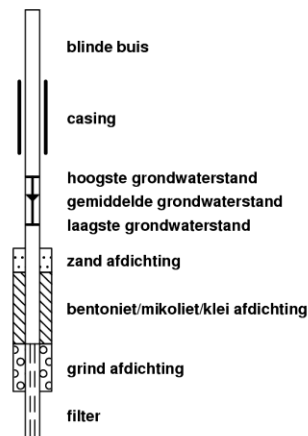 blinde buis
casing
hoogste grondwaterstand
gemiddelde grondwaterstand
laagste grondwaterstand
zand afdichting
bentoniet/mikoliet/klei afdichting
grind afdichting
filter